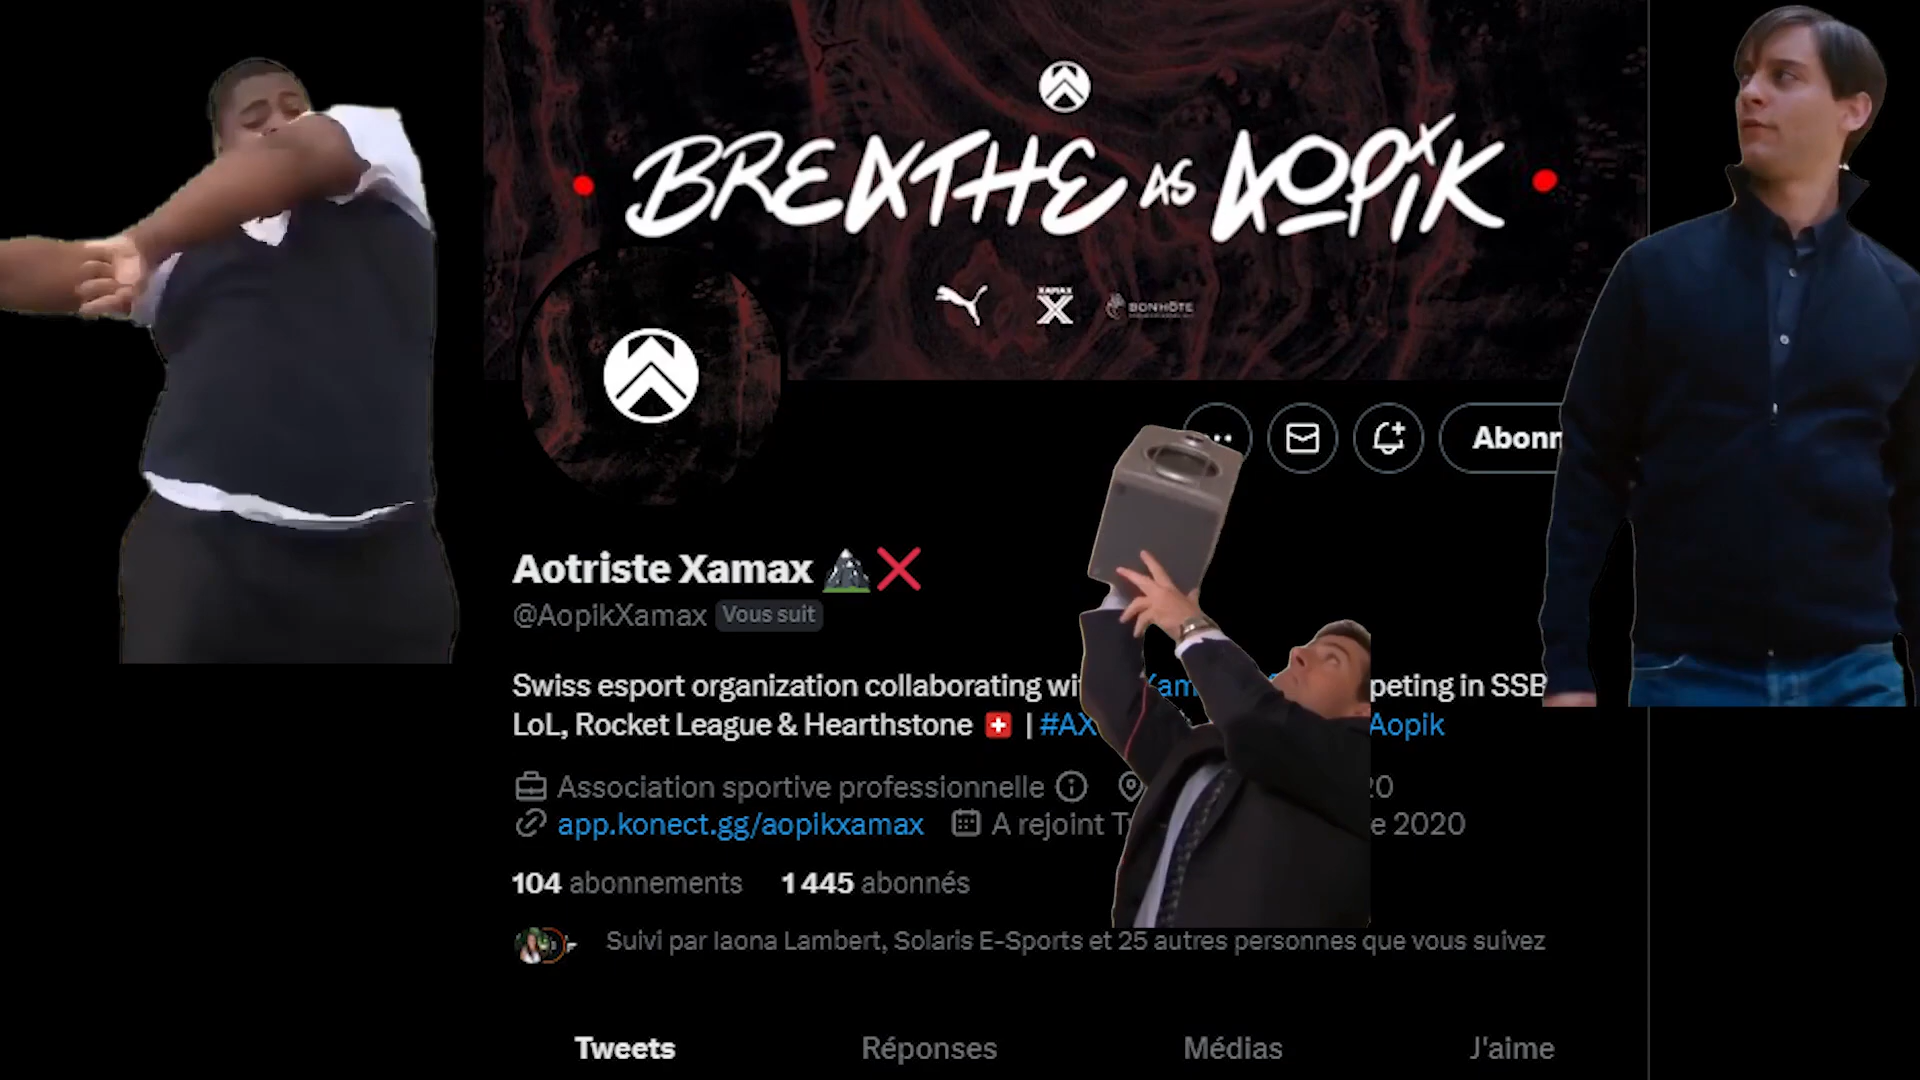 BREATHE AS AOPIK
XAMAX
BONHÔTE
Abonn
Aotriste Xamax
@AopikXamax Vous suit
Swiss esport organization collaborating wi Xam peting in SSB
LoL, Rocket League & Hearthstone | #AX Aopik
Association sportive professionnelle 20
app.konect.gg/aopikxamax A rejoint T e 2020
104 abonnements 1 445 abonnés
Suivi par Iaona Lambert, Solaris E-Sports et 25 autres personnes que vous suivez
Tweets Réponses Médias J'aime